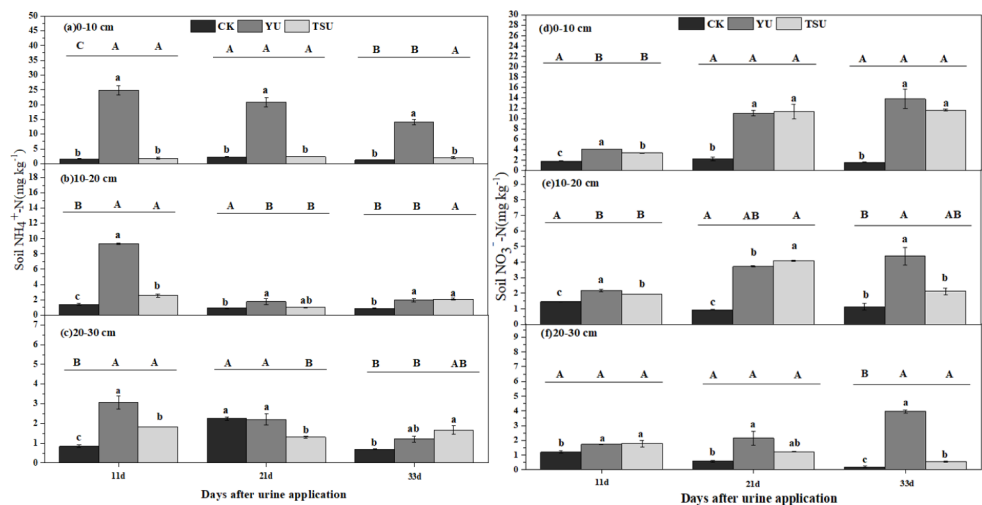 (a)0-10 cm
CK YU TSU
C A A A A A B B A
a
b b
a
b b
a
b b
50
45
40
35
30
25
20
15
10
5
0
(b)10-20 cm
B A A A B B B B A
a
c b
a
b ab
a a
b
18
16
14
12
10
8
6
4
2
0
(c)20-30 cm
B A A A A B B B AB
a
c b
a a
b
b ab a
7
6
5
4
3
2
1
0
11d 21d 33d
Days after urine application
Soil NH4+-N(mg kg-1)
(d)0-10 cm
CK YU TSU
A B B A A A A A A
c a b
b a a
b a a
30
28
26
24
22
20
18
16
14
12
10
8
6
4
2
0
(e)10-20 cm
A B B A AB A B A AB
c a b
c b a
c a b
9
8
7
6
5
4
3
2
1
0
(f)20-30 cm
A A A A A A B A A
b a a
b a ab
c a b
9
8
7
6
5
4
3
2
1
0
11d 21d 33d
Days after urine application
Soil NO3--N(mg kg-1)